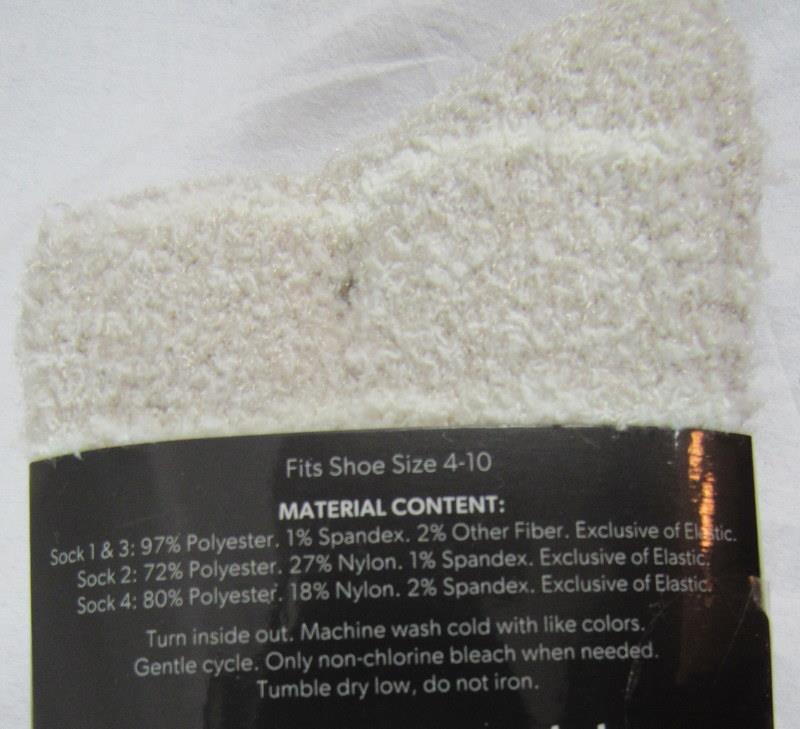 Fits Shoe Size 4-10
MATERIAL CONTENT:
Sock 1 & 3: 97% Polyester. 1% Spandex. 2% Other Fiber. Exclusive of Elastic.
Sock 2: 72% Polyester. 27% Nylon. 1% Spandex. Exclusive of Elastic.
Sock 4: 80% Polyester. 18% Nylon. 2% Spandex. Exclusive of Elastic.
Turn inside out. Machine wash cold with like colors.
Gentle cycle. Only non-chlorine bleach when needed.
Tumble dry low, do not iron.